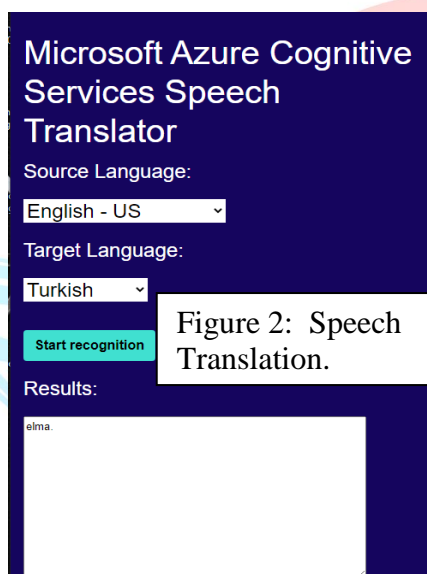 Microsoft Azure Cognitive
Services Speech
Translator
Source Language:
English - US
Target Language:
Turkish
Figure 2: Speech
Translation.
Start recognition
Results:
elma.